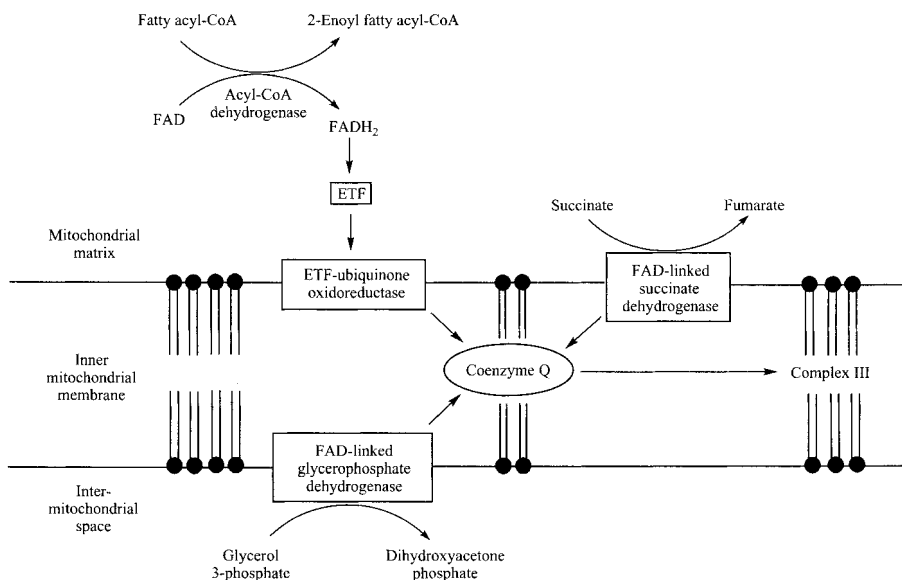 Fatty acyl-CoA
2-Enoyl fatty acyl-CoA
Acyl-CoA
dehydrogenase
FAD
FADH₂
ETF
Succinate
Fumarate
Mitochondrial
matrix
ETF-ubiquinone
oxidoreductase
FAD-linked
succinate
dehydrogenase
Inner
mitochondrial
membrane
Coenzyme Q
Complex III
FAD-linked
glycerophosphate
dehydrogenase
Inter-
mitochondrial
space
Glycerol
3-phosphate
Dihydroxyacetone
phosphate